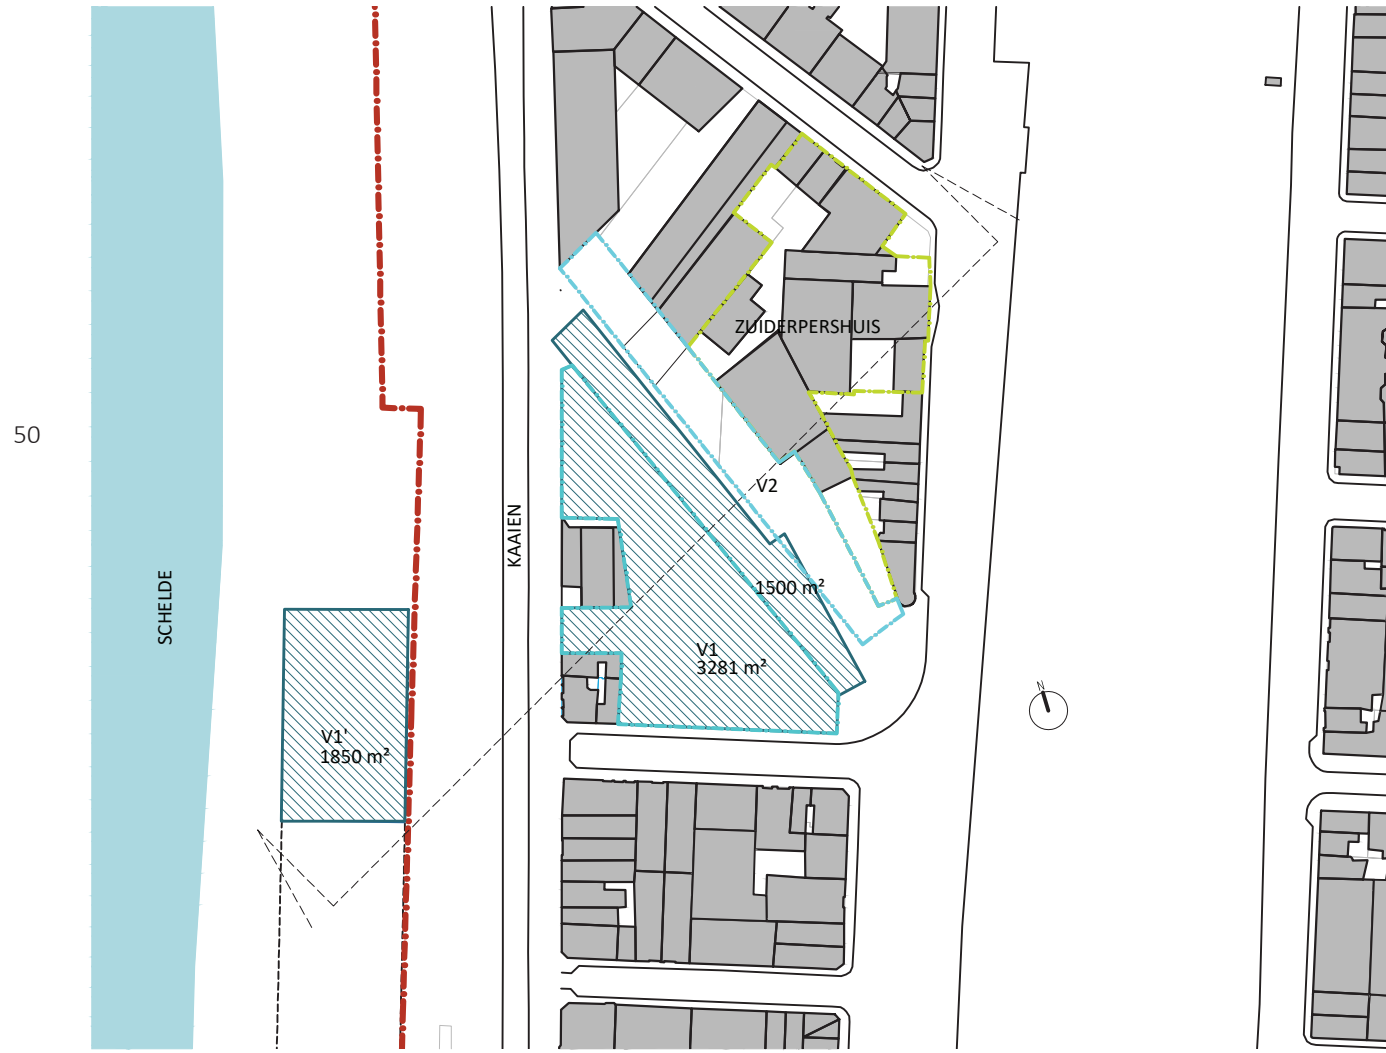 ZUIDERPERSHUIS
50
V2
KAAIEN
SCHELDE
1500 m²
V1
3281 m²
N
V1'
1850 m²